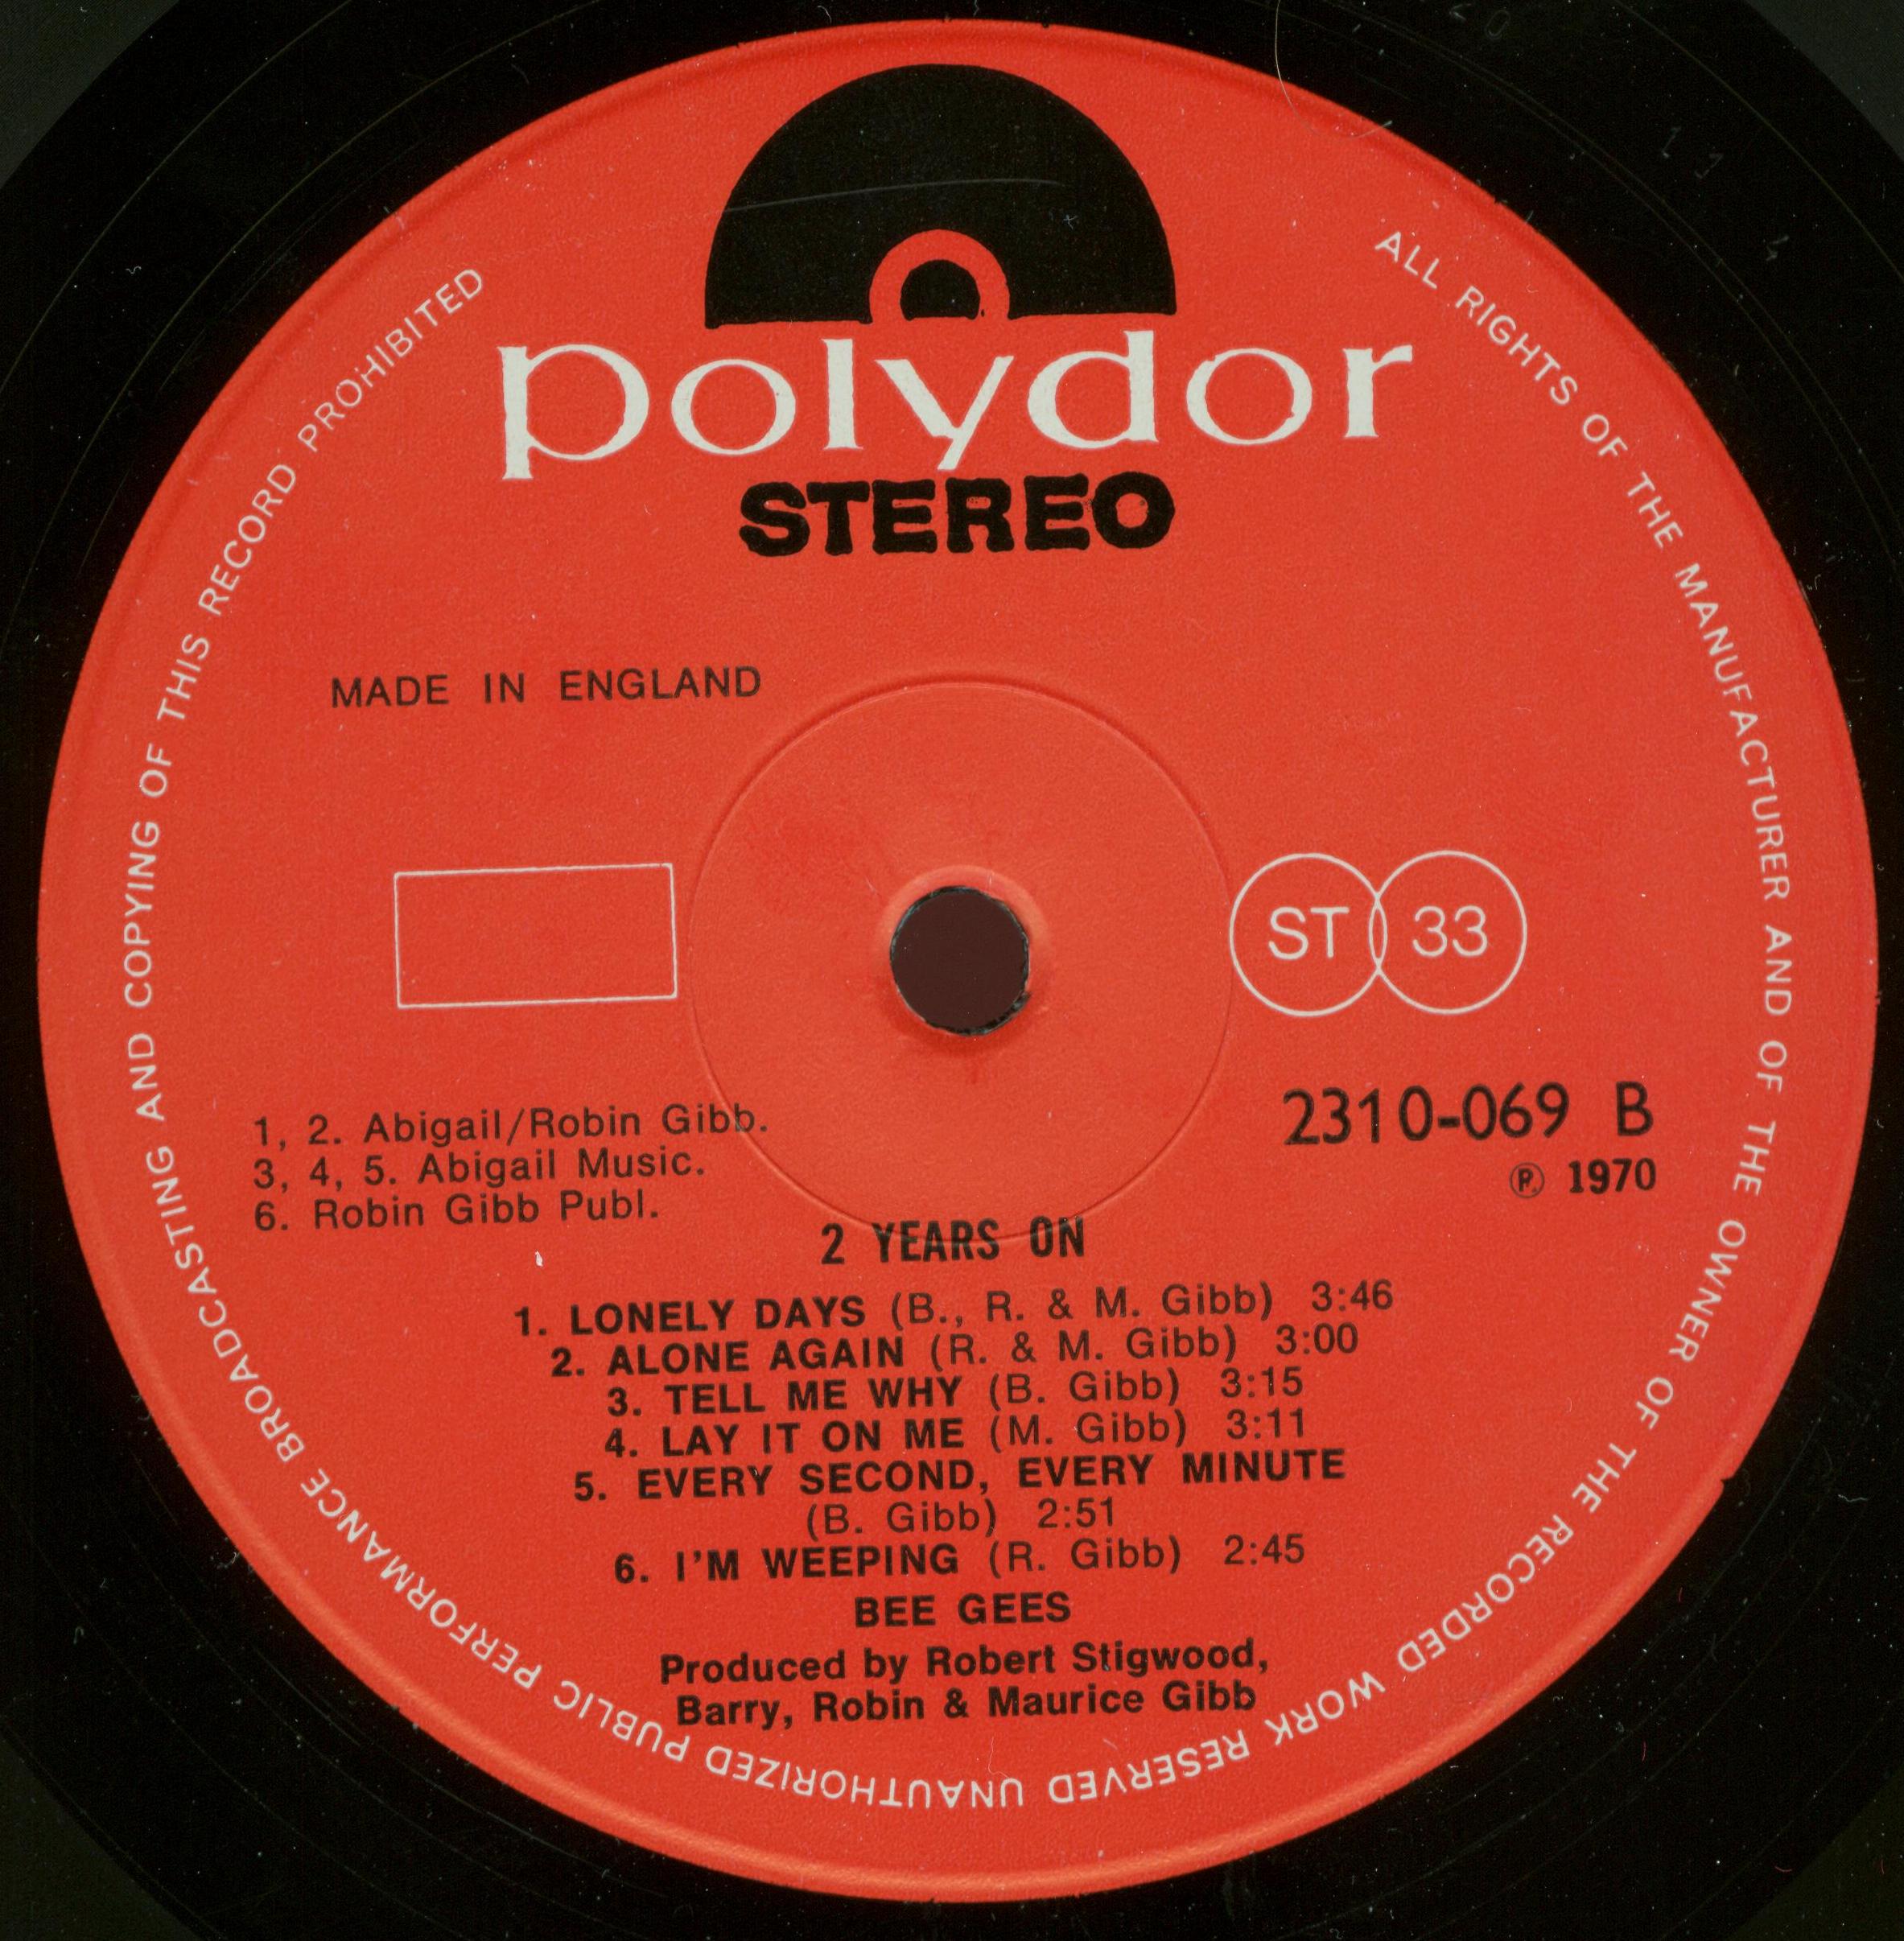 polydor
STEREO
MADE IN ENGLAND
ST 33
2310-069 B
℗ 1970
1, 2. Abigail/Robin Gibb.
3, 4, 5. Abigail Music.
6. Robin Gibb Publ.
2 YEARS ON
1. LONELY DAYS (B., R. & M. Gibb) 3:46
2. ALONE AGAIN (R. & M. Gibb) 3:00
3. TELL ME WHY (B. Gibb) 3:15
4. LAY IT ON ME (M. Gibb) 3:11
5. EVERY SECOND, EVERY MINUTE
(B. Gibb) 2:51
6. I'M WEEPING (R. Gibb) 2:45
BEE GEES
Produced by Robert Stigwood,
Barry, Robin & Maurice Gibb
ALL RIGHTS OF THE MANUFACTURER AND OF THE OWNER OF THE RECORDED WORK RESERVED UNAUTHORIZED PUBLIC PERFORMANCE BROADCASTING AND COPYING OF THIS RECORD PROHIBITED